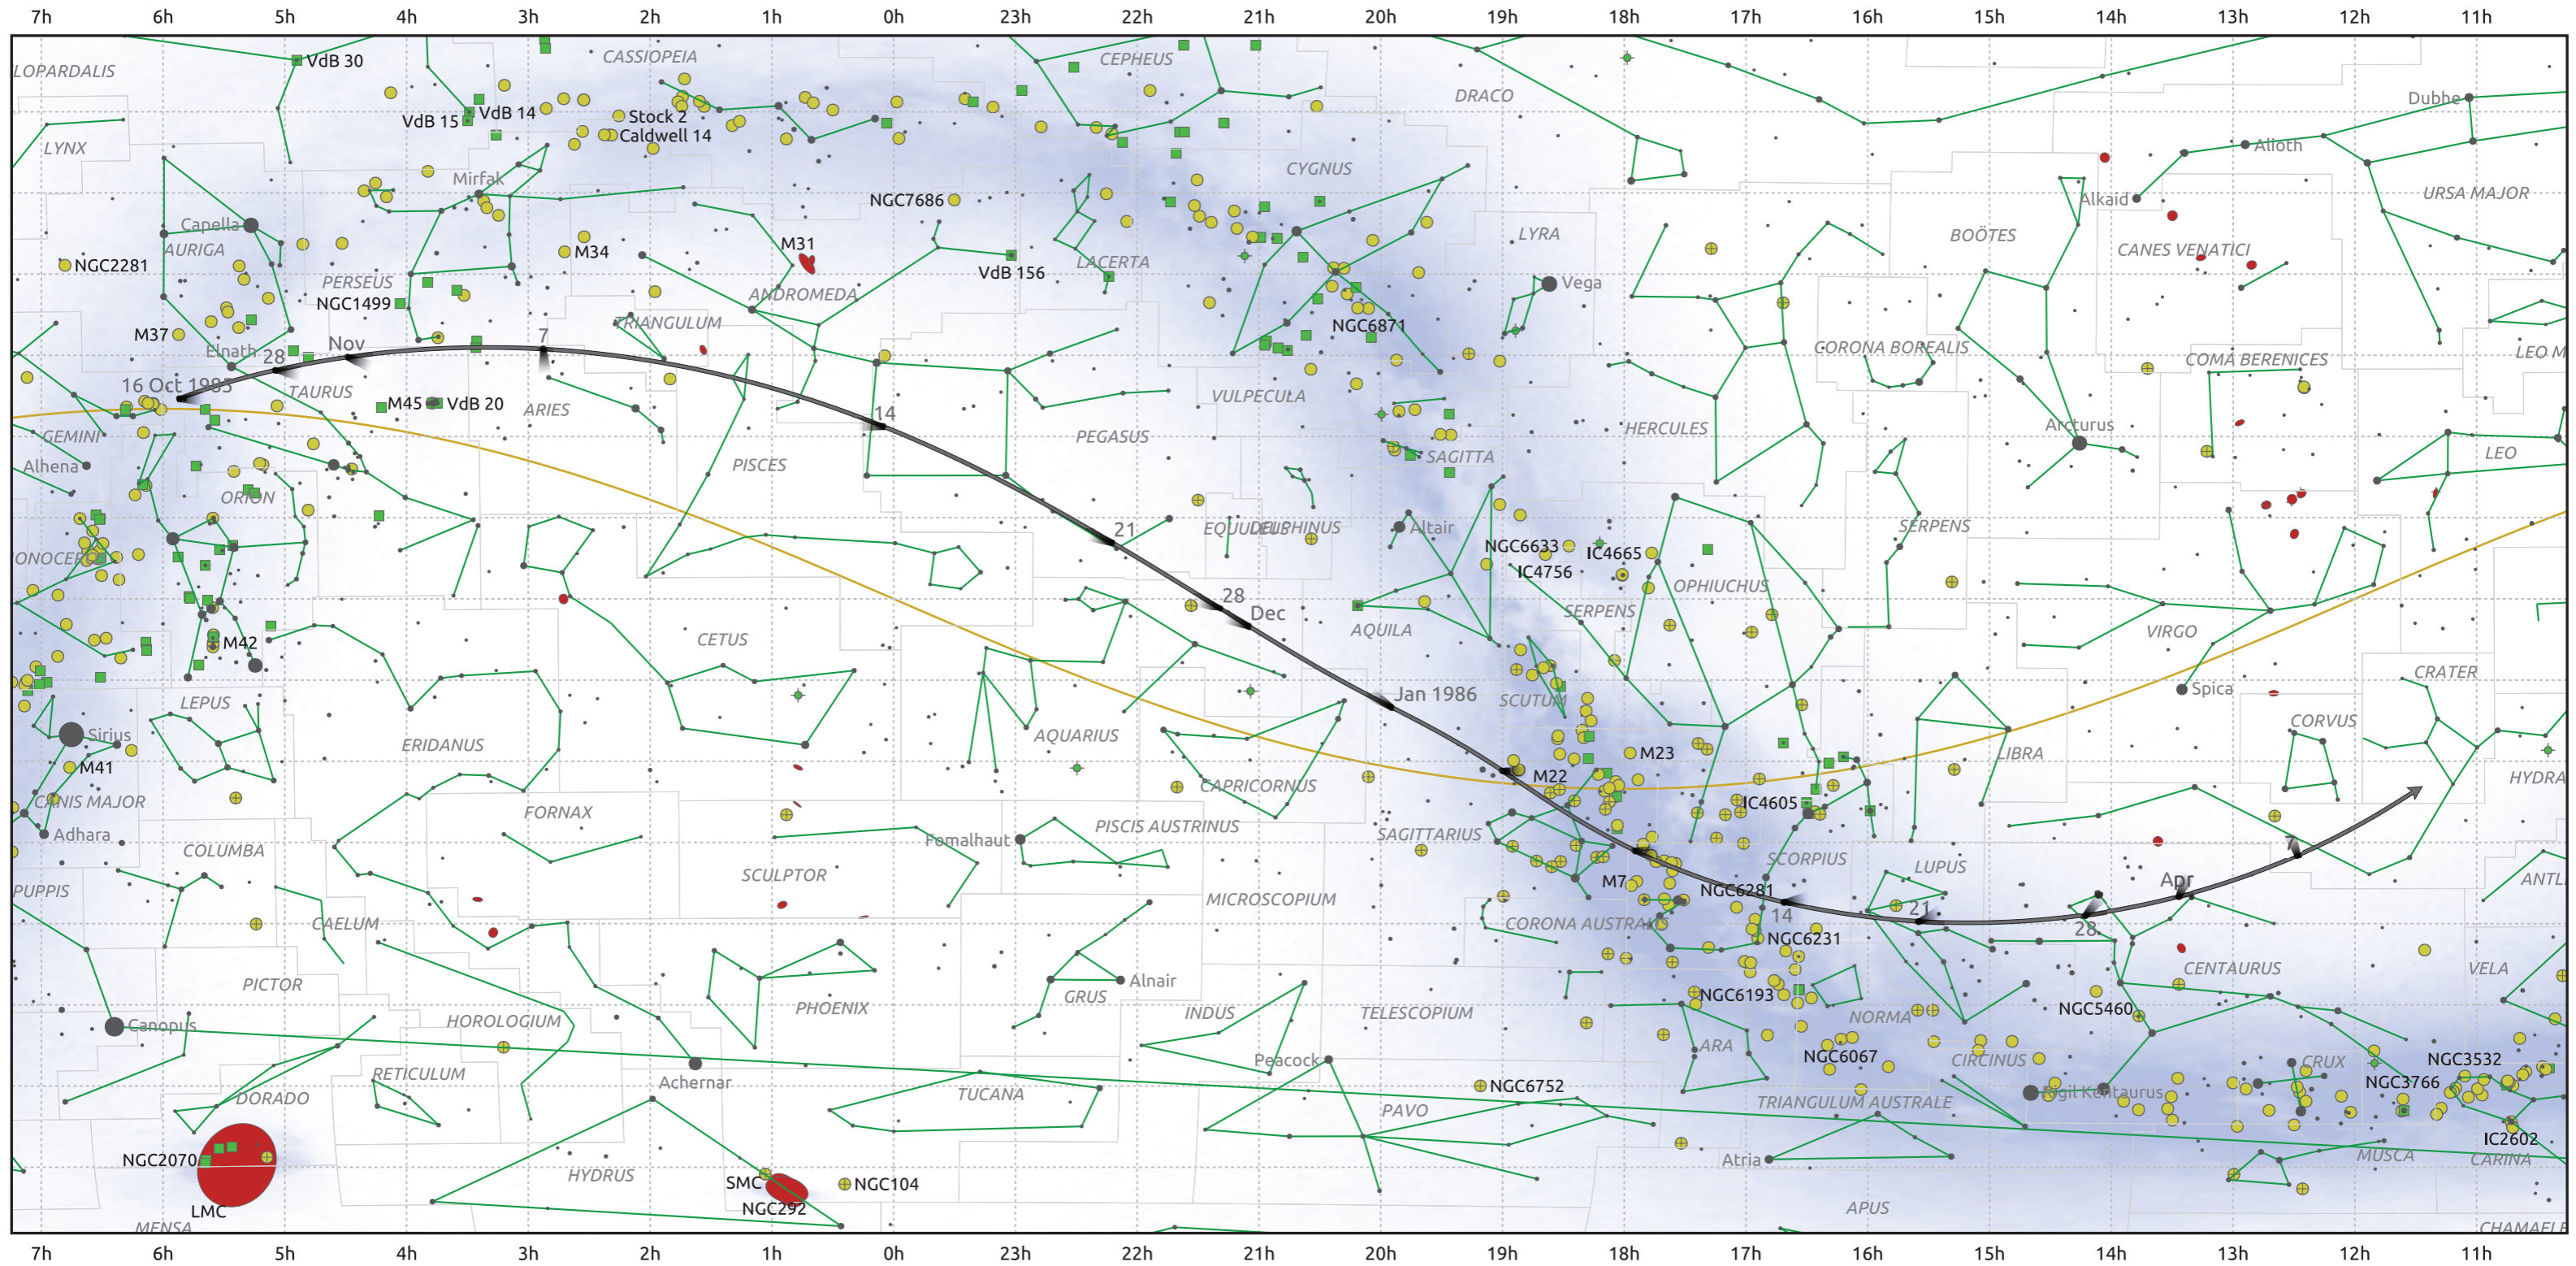 7h 6h 5h 4h 3h 2h 1h 0h 23h 22h 21h 20h 19h 18h 17h 16h 15h 14h 13h 12h 11h
VdB 30
CASSIOPEIA
CEPHEUS
LOPARDALIS
DRACO
Dubhe
VdB 14
VdB 15
Stock 2
Caldwell 14
LYNX
Alioth
CYGNUS
Mirfak
URSA MAJOR
NGC7686
Alkaid
Capella
AURIGA
M31
LYRA
BOÖTES
CANES VENATICI
NGC2281
M34
VdB 156
LACERTA
PERSEUS
Vega
ANDROMEDA
NGC1499
TRIANGULUM
NGC6871
M37
Nov
7
CORONA BOREALIS
Elnath
28
COMA BERENICES
LEO M
16 Oct 1985
TAURUS
M45
VdB 20
ARIES
VULPECULA
14
GEMINI
PEGASUS
HERCULES
Arcturus
Alhena
PISCES
SAGITTA
LEO
ORION
21
EQUULEUS
DELPHINUS
Altair
SERPENS
NGC6633
IC4665
ONOCER
IC4756
OPHIUCHUS
28
Dec
SERPENS
M42
CETUS
AQUILA
VIRGO
CRATER
Jan 1986
Spica
LEPUS
SCUTUM
CORVUS
Sirius
ERIDANUS
AQUARIUS
M23
LIBRA
M41
M22
HYDRA
CAPRICORNUS
CANIS MAJOR
FORNAX
IC4605
Adhara
Fomalhaut
PISCIS AUSTRINUS
SAGITTARIUS
7
COLUMBA
SCORPIUS
LUPUS
SCULPTOR
M7
Apr
ANTLI
PUPPIS
NGC6281
MICROSCOPIUM
14
21
CAELUM
CORONA AUSTRALIS
28
NGC6231
PICTOR
Alnair
CENTAURUS
VELA
GRUS
NGC6193
PHOENIX
INDUS
TELESCOPIUM
NORMA
NGC5460
Canopus
HOROLOGIUM
ARA
Peacock
NGC6067
CIRCINUS
CRUX
NGC3532
RETICULUM
Achernar
NGC6752
NGC3766
DORADO
TUCANA
Rigil Kentaurus
PAVO
TRIANGULUM AUSTRALE
IC2602
NGC2070
HYDRUS
Atria
MUSCA
CARINA
SMC
NGC104
LMC
NGC292
APUS
MENSA
CHAMAELE
7h 6h 5h 4h 3h 2h 1h 0h 23h 22h 21h 20h 19h 18h 17h 16h 15h 14h 13h 12h 11h